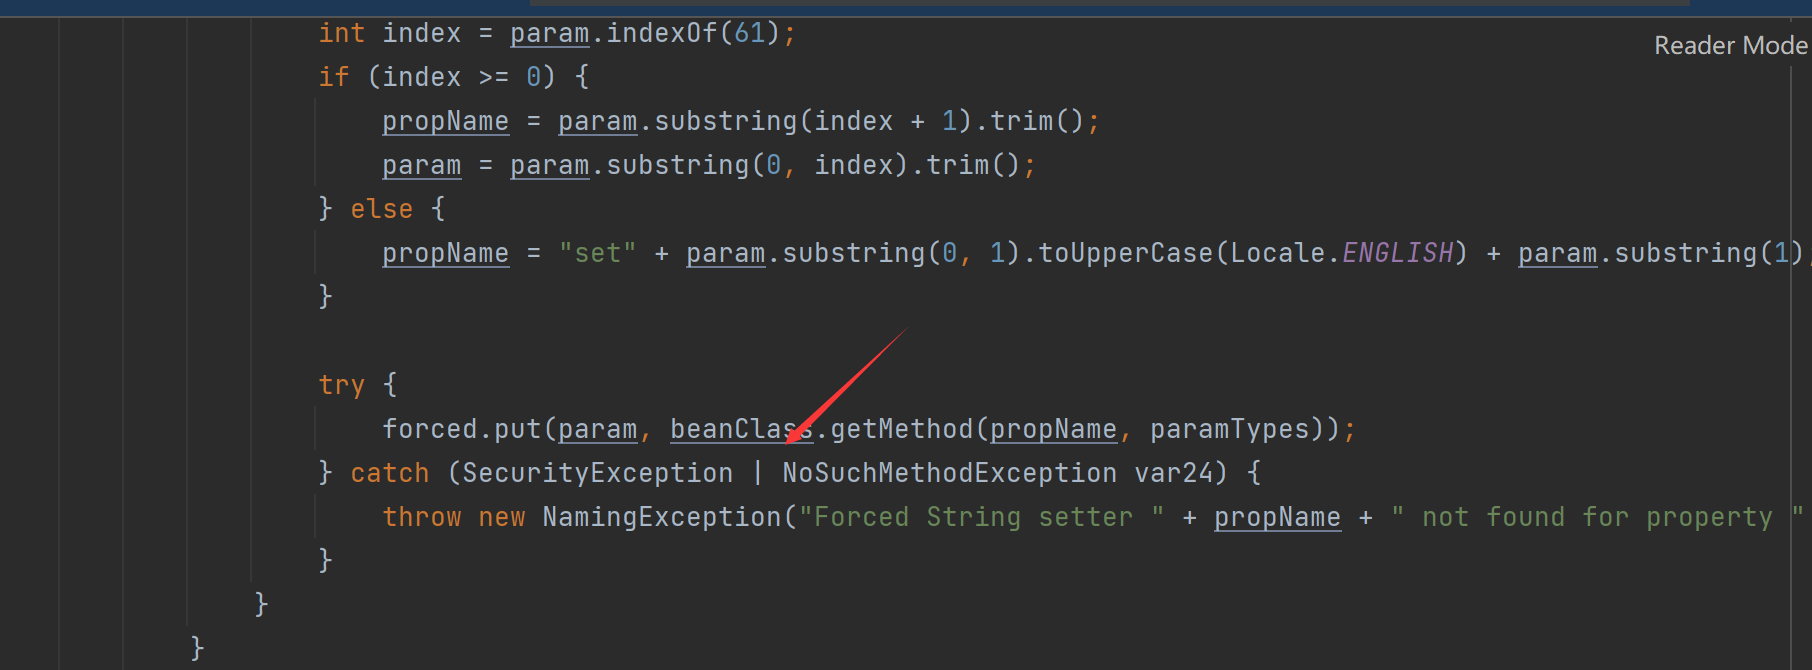 int index = param.indexOf(61);
Reader Mode
if (index >= 0) {
propName = param.substring(index + 1).trim();
param = param.substring(0, index).trim();
} else {
propName = "set" + param.substring(0, 1).toUpperCase(Locale.ENGLISH) + param.substring(1);
}
try {
forced.put(param, beanClass.getMethod(propName, paramTypes));
} catch (SecurityException | NoSuchMethodException var24) {
throw new NamingException("Forced String setter " + propName + " not found for property "
}
}
}